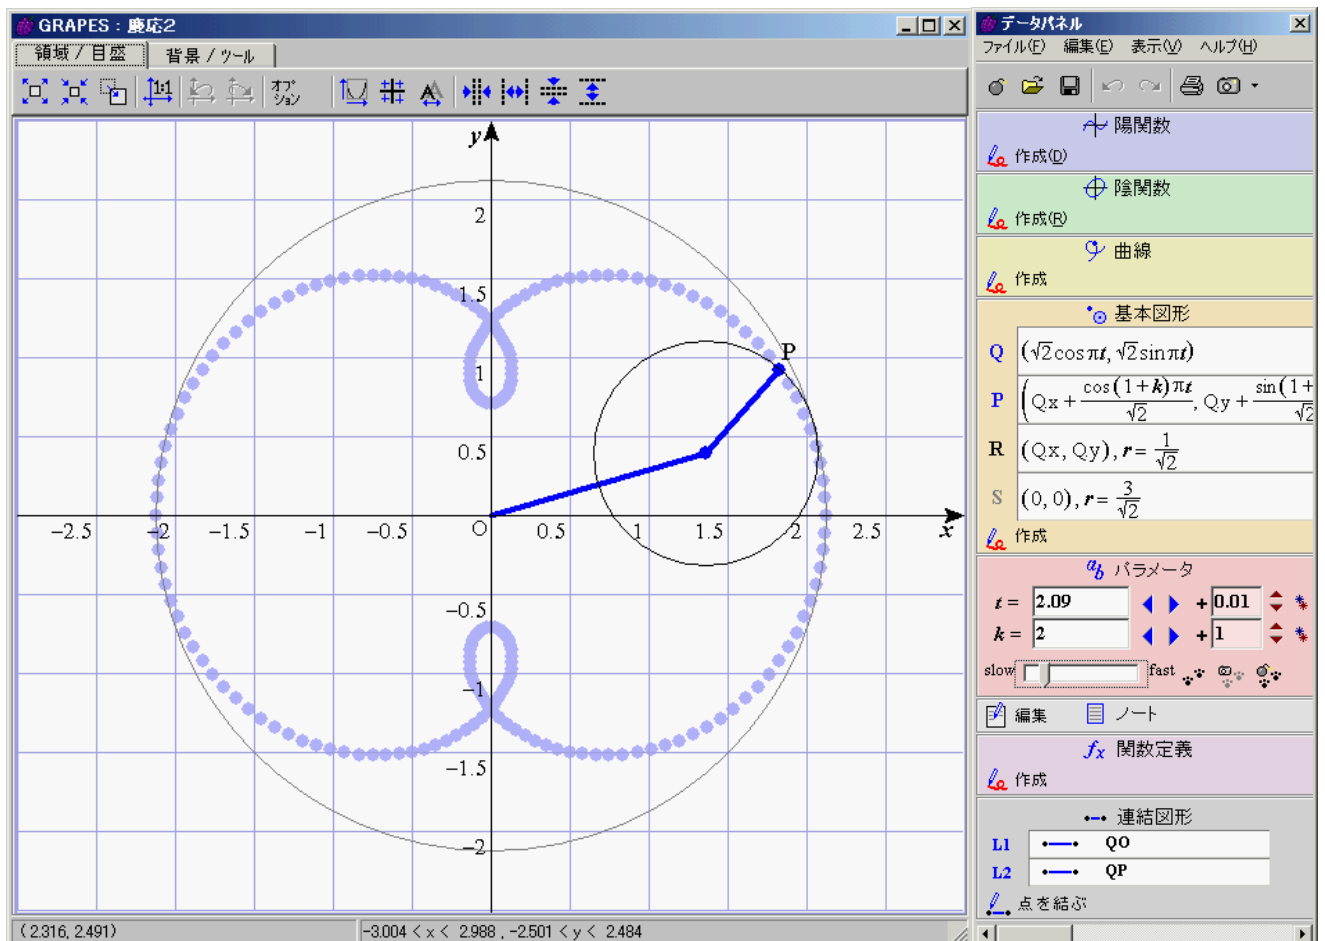 GRAPES : 慶応2
領域 / 目盛
背景 / ツール
1:1
オプション
y
2
1.5
1
0.5
P
-2.5
-2
-1.5
-1
-0.5
O
0.5
1
1.5
2
2.5
x
-0.5
-1
-1.5
-2
(2.316, 2.491)
-3.004 < x < 2.988 , -2.501 < y < 2.484
データパネル
ファイル(F) 編集(E) 表示(V) ヘルプ(H)
陽関数
作成(D)
陰関数
作成(R)
曲線
作成
基本図形
Q (√2cosπt, √2sinπt)
P (Qx + cos(1+k)πt/√2, Qy + sin(1+/√2
R (Qx, Qy), r = 1/√2
S (0, 0), r = 3/√2
作成
ab パラメータ
t = 2.09 + 0.01
k = 2 + 1
slow fast
編集 ノート
fx 関数定義
作成
連結図形
L1 QO
L2 QP
点を結ぶ